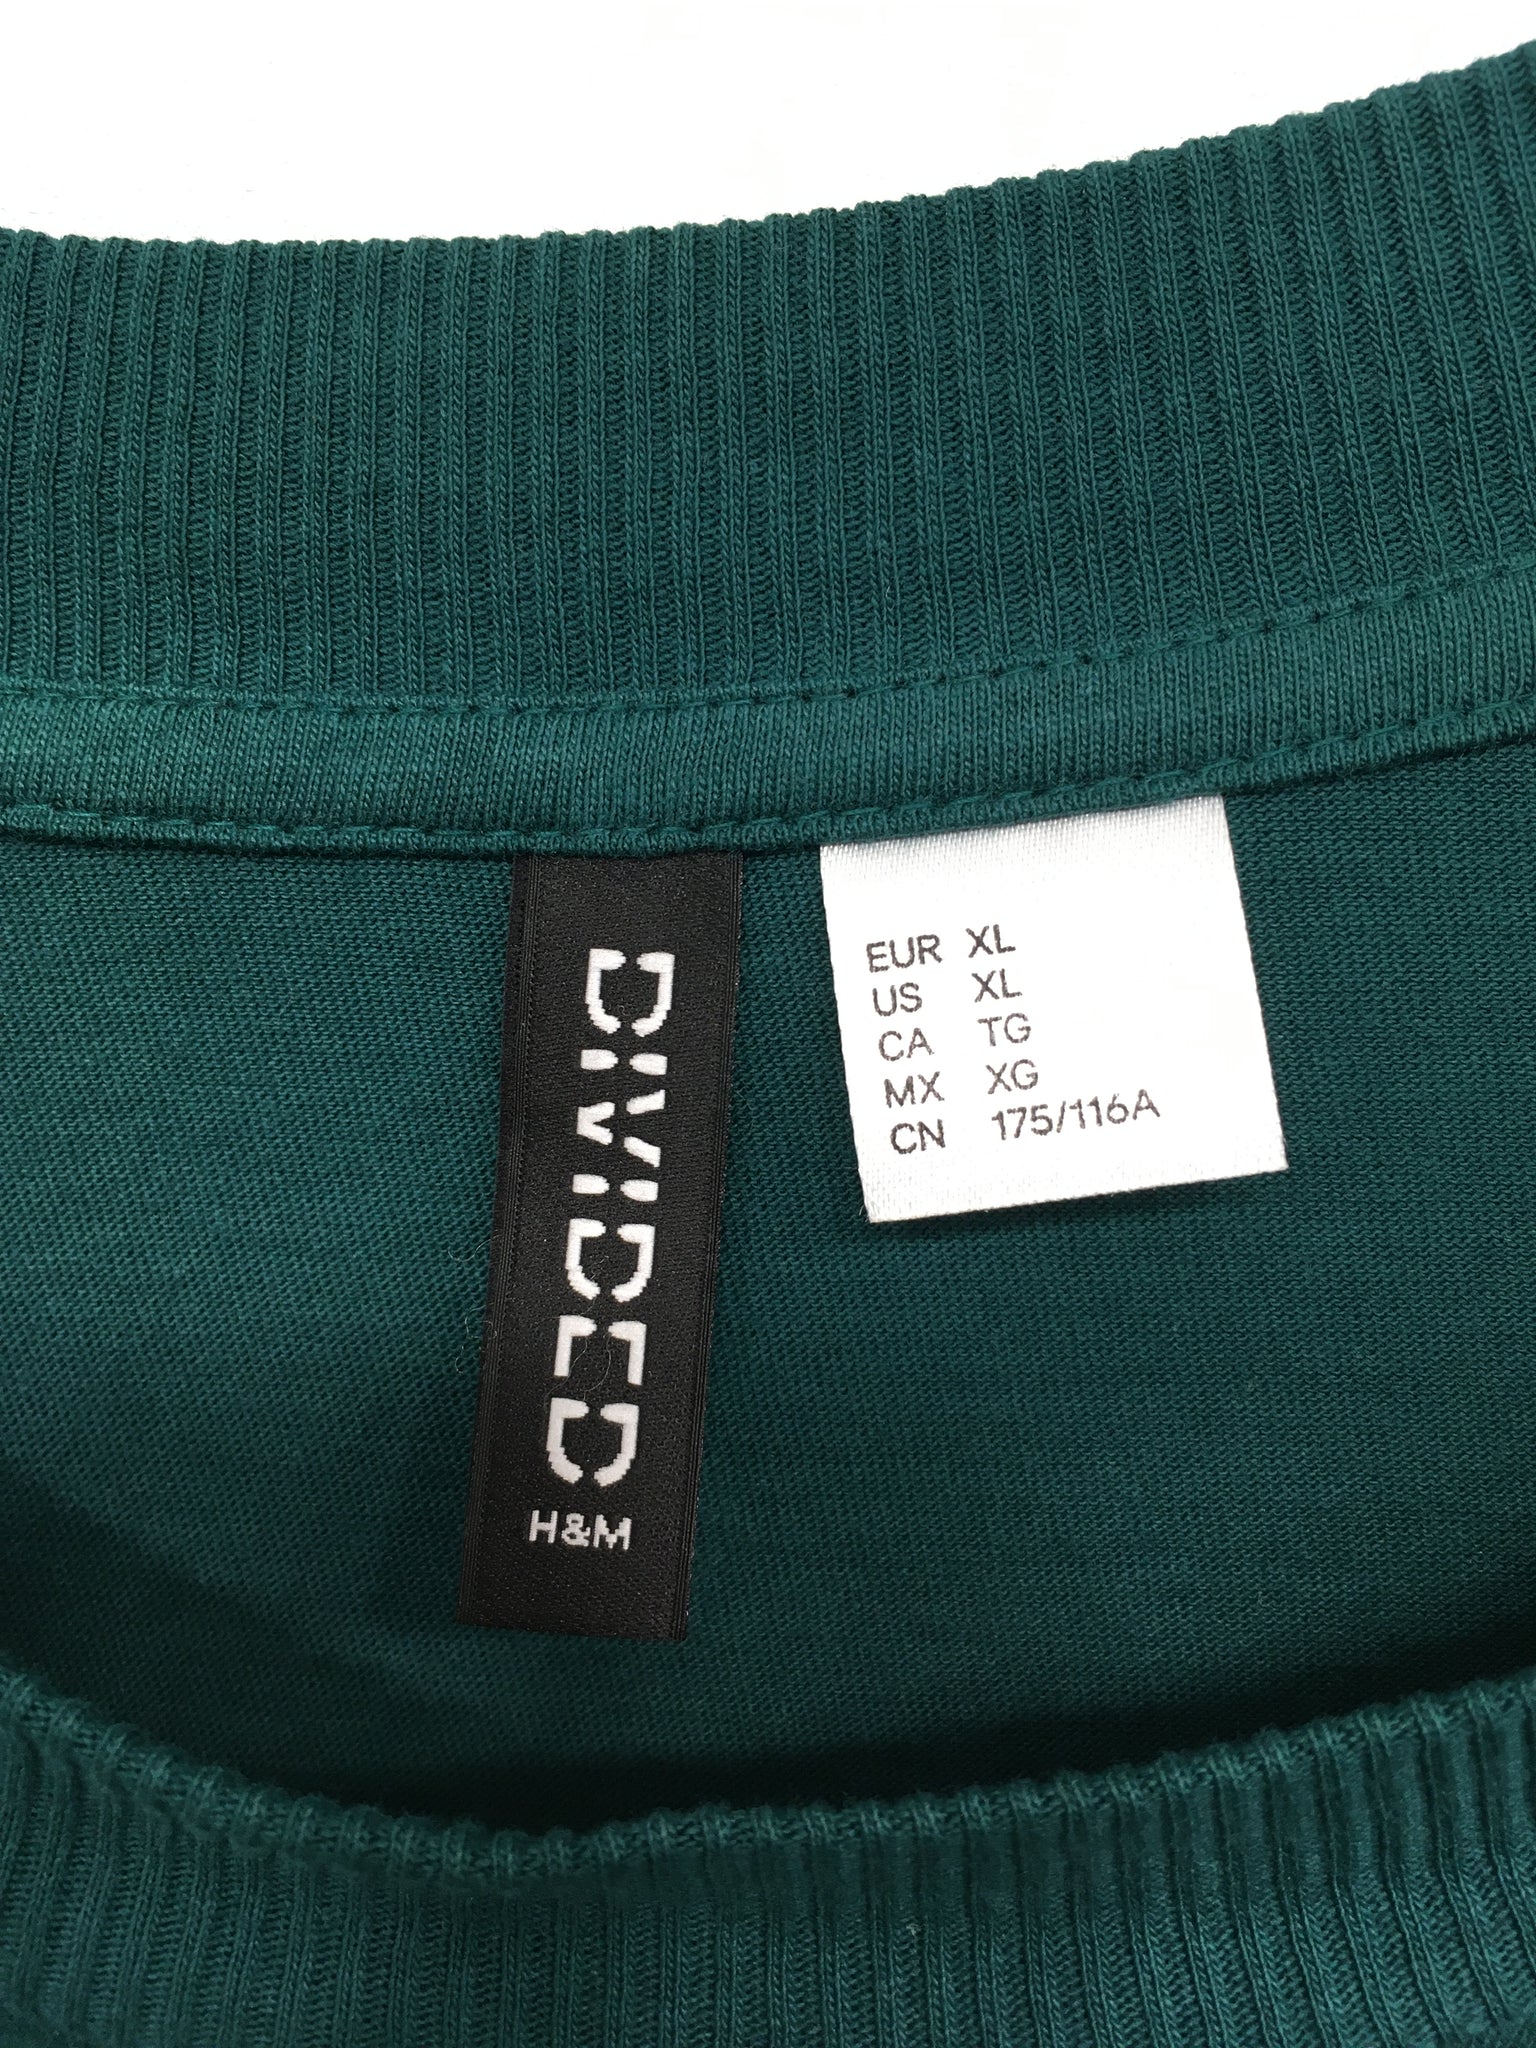 DIVIDED
H&M
EUR XL
US XL
CA TG
MX XG
CN 175/116A